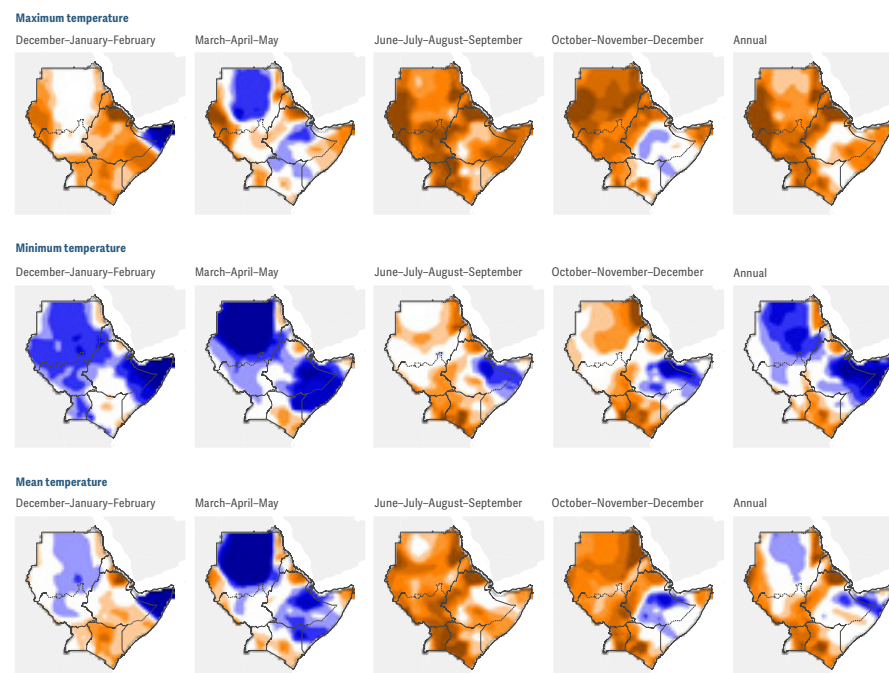 Maximum temperature
December–January–February
March–April–May
June–July–August–September
October–November–December
Annual
Minimum temperature
December–January–February
March–April–May
June–July–August–September
October–November–December
Annual
Mean temperature
December–January–February
March–April–May
June–July–August–September
October–November–December
Annual